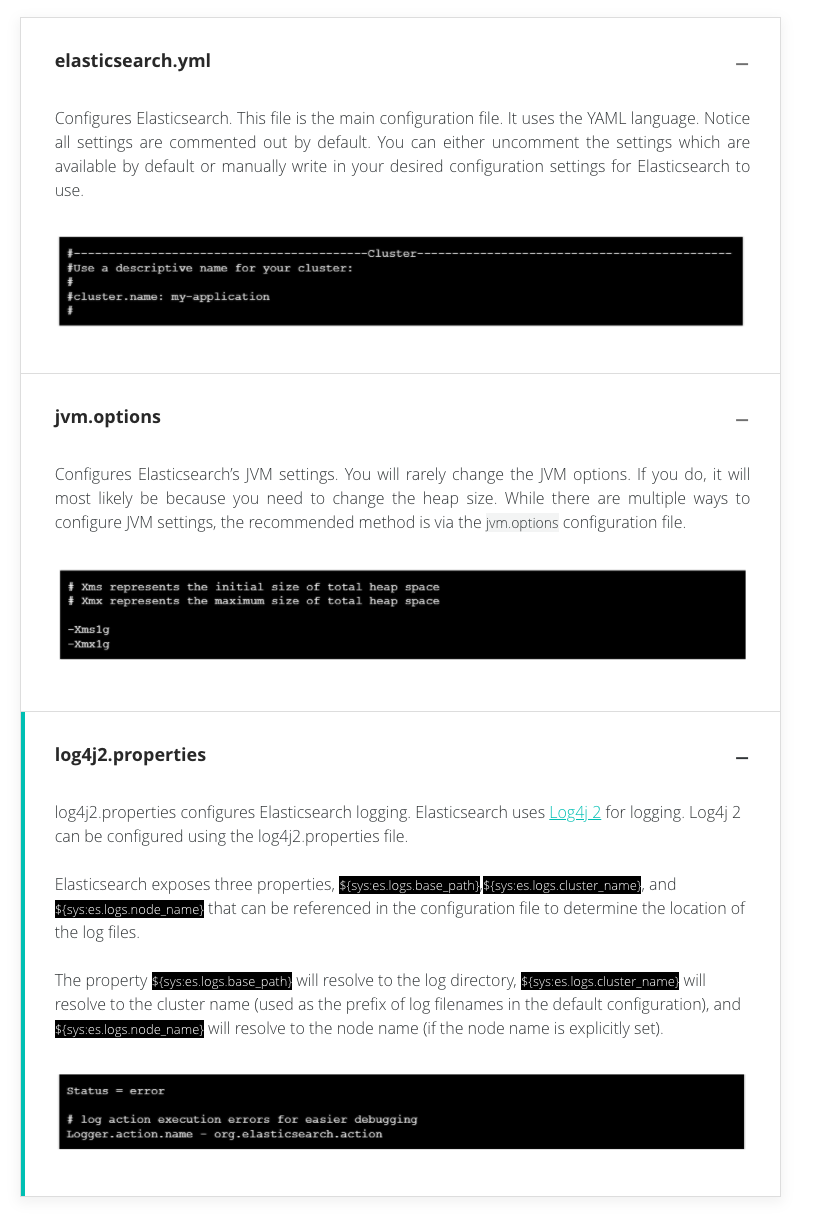 elasticsearch.yml
Configures Elasticsearch. This file is the main configuration file. It uses the YAML language. Notice
all settings are commented out by default. You can either uncomment the settings which are
available by default or manually write in your desired configuration settings for Elasticsearch to
use.
#------------------------------------------Cluster---------------------------------------------
#Use a descriptive name for your cluster:
#
#cluster.name: my-application
#
jvm.options
Configures Elasticsearch’s JVM settings. You will rarely change the JVM options. If you do, it will
most likely be because you need to change the heap size. While there are multiple ways to
configure JVM settings, the recommended method is via the jvm.options configuration file.
# Xms represents the initial size of total heap space
# Xmx represents the maximum size of total heap space
-Xms1g
-Xmx1g
log4j2.properties
log4j2.properties configures Elasticsearch logging. Elasticsearch uses Log4j 2 for logging. Log4j 2
can be configured using the log4j2.properties file.
Elasticsearch exposes three properties, ${sys:es.logs.base_path},${sys:es.logs.cluster_name}, and
${sys:es.logs.node_name} that can be referenced in the configuration file to determine the location of
the log files.
The property ${sys:es.logs.base_path} will resolve to the log directory, ${sys:es.logs.cluster_name} will
resolve to the cluster name (used as the prefix of log filenames in the default configuration), and
${sys:es.logs.node_name} will resolve to the node name (if the node name is explicitly set).
Status = error
# log action execution errors for easier debugging
Logger.action.name - org.elasticsearch.action